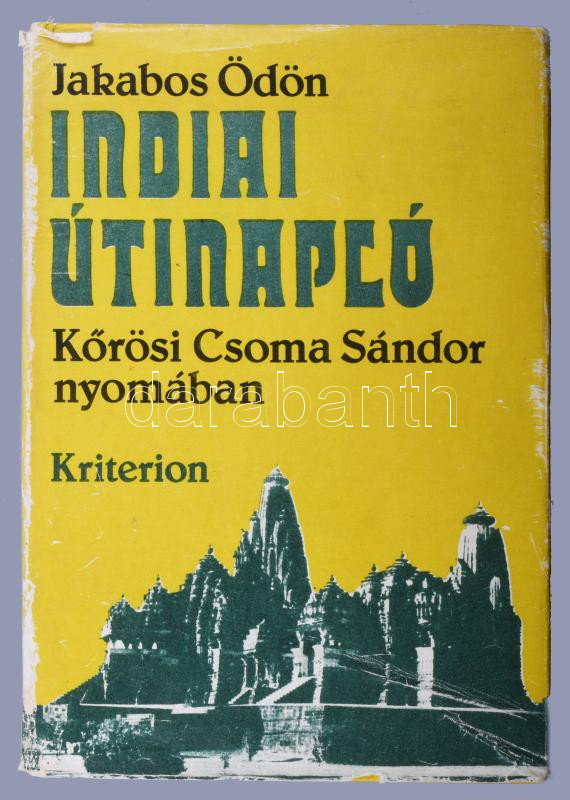 Jakabos Ödön
INDIAI
ÚTINAPLÓ
Kőrösi Csoma Sándor
nyomában
darabanth
Kriterion